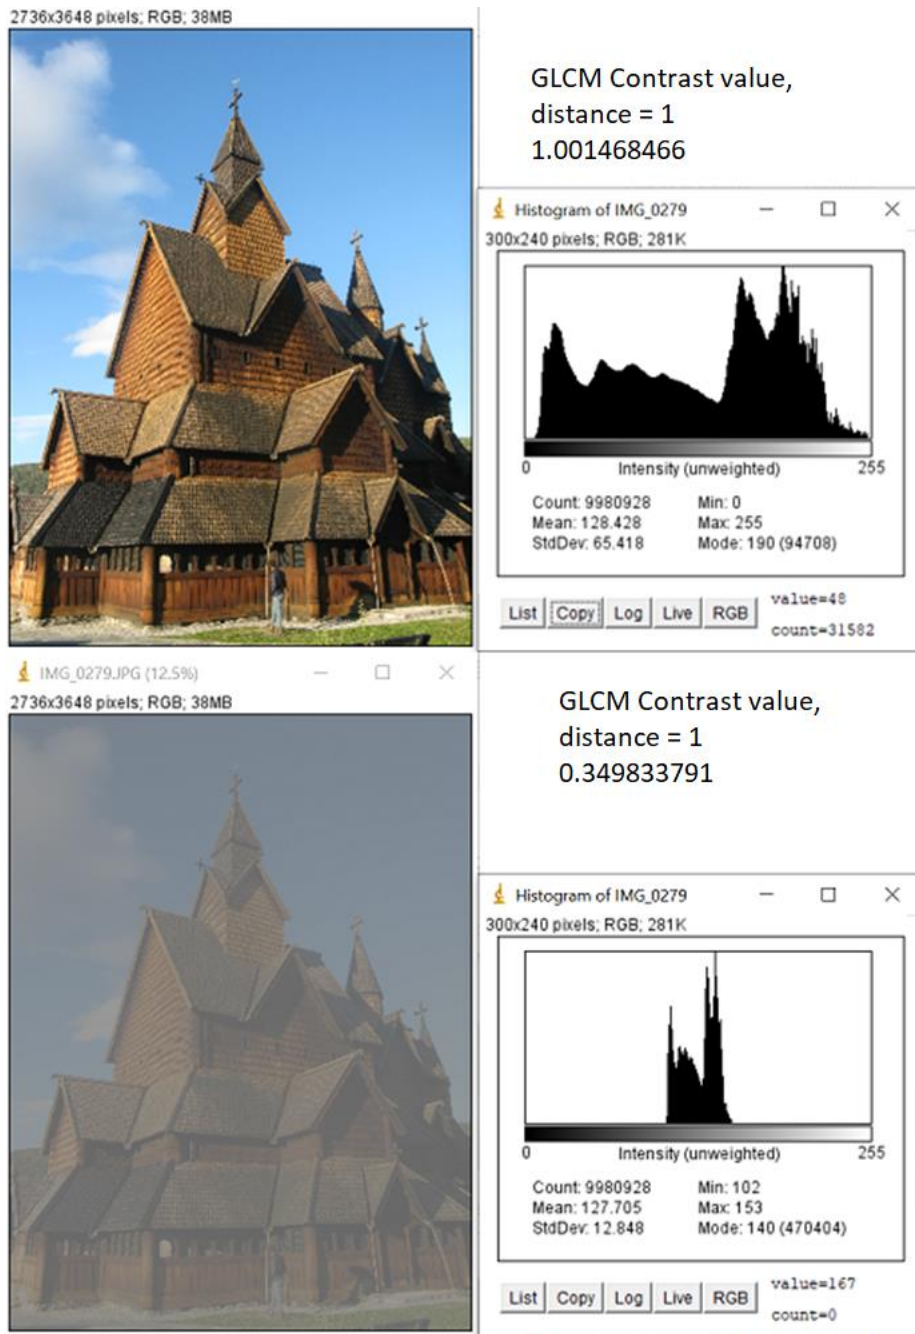 2736x3648 pixels; RGB; 38MB
GLCM Contrast value,
distance = 1
1.001468466
Histogram of IMG_0279
300x240 pixels; RGB; 281K
0 Intensity (unweighted) 255
Count: 9980928 Min: 0
Mean: 128.428 Max: 255
StdDev: 65.418 Mode: 190 (94708)
List Copy Log Live RGB value=48
count=31582
IMG_0279.JPG (12.5%)
2736x3648 pixels; RGB; 38MB
GLCM Contrast value,
distance = 1
0.349833791
Histogram of IMG_0279
300x240 pixels; RGB; 281K
0 Intensity (unweighted) 255
Count: 9980928 Min: 102
Mean: 127.705 Max: 153
StdDev: 12.848 Mode: 140 (470404)
List Copy Log Live RGB value=167
count=0